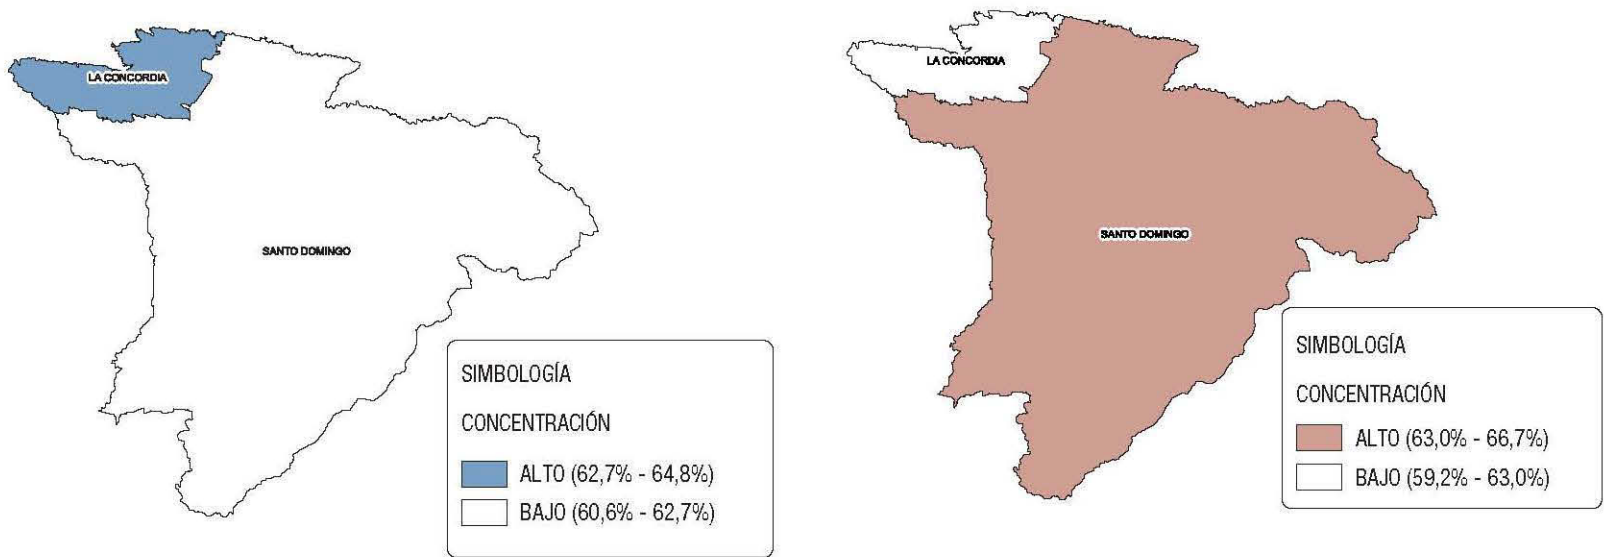 LA CONCORDIA
SANTO DOMINGO
SIMBOLOGÍA
CONCENTRACIÓN
ALTO (62,7% - 64,8%)
BAJO (60,6% - 62,7%)
LA CONCORDIA
SANTO DOMINGO
SIMBOLOGÍA
CONCENTRACIÓN
ALTO (63,0% - 66,7%)
BAJO (59,2% - 63,0%)